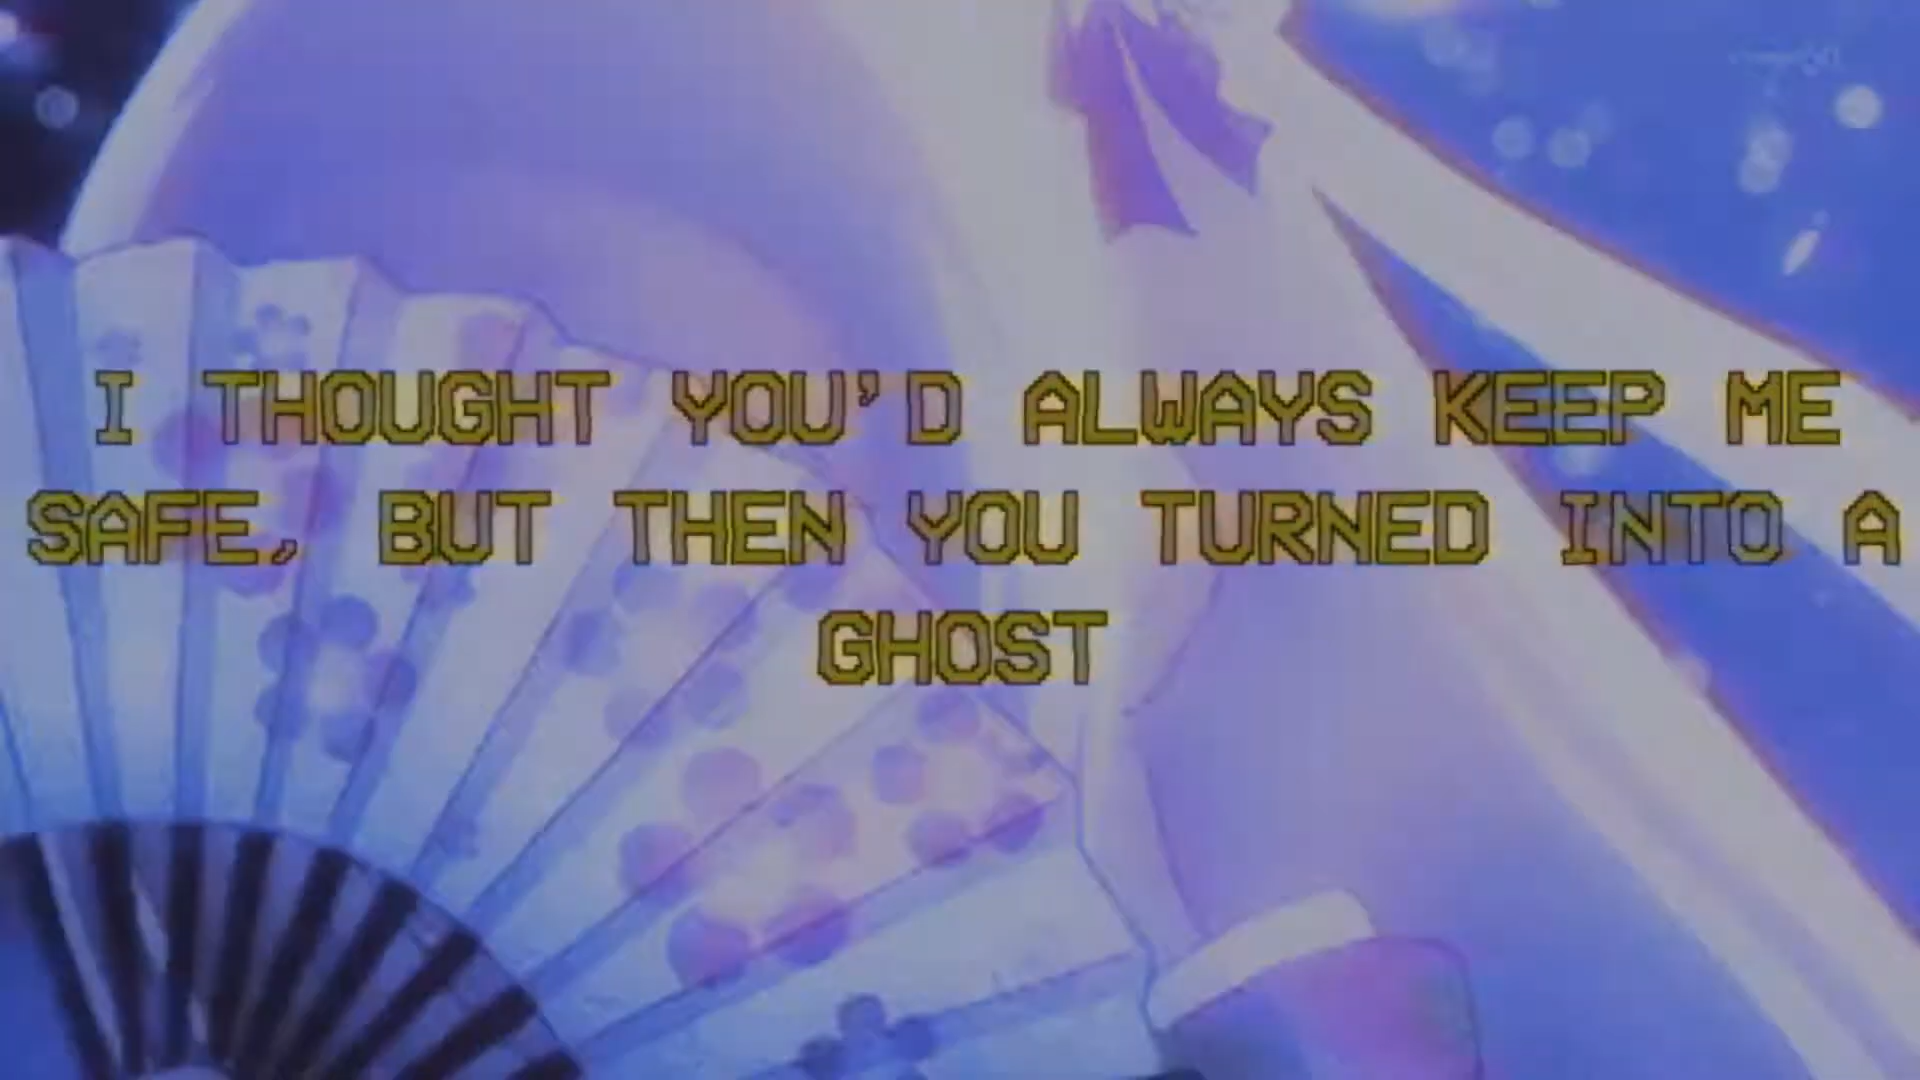 I THOUGHT YOU'D ALWAYS KEEP ME
SAFE, BUT THEN YOU TURNED INTO A
GHOST